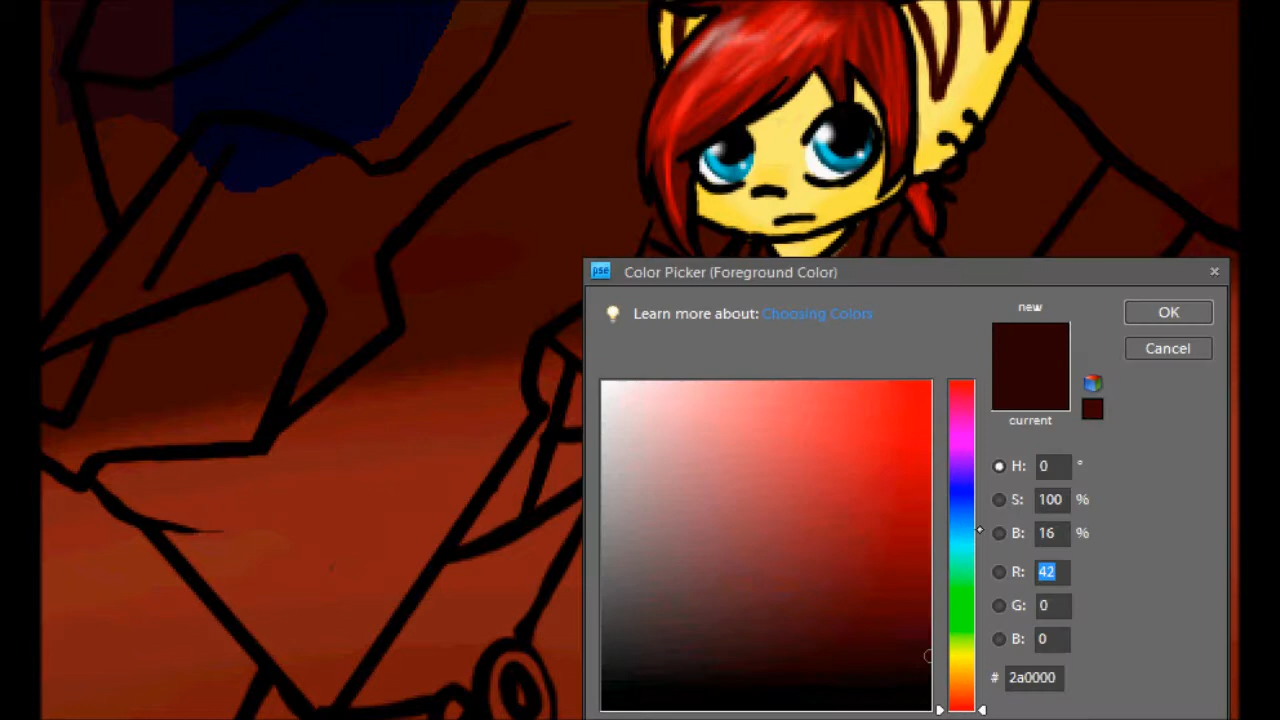 pse Color Picker (Foreground Color)
Learn more about: Choosing Colors
new
OK
Cancel
current
H: 0 °
S: 100 %
B: 16 %
R: 42
G: 0
B: 0
# 2a0000